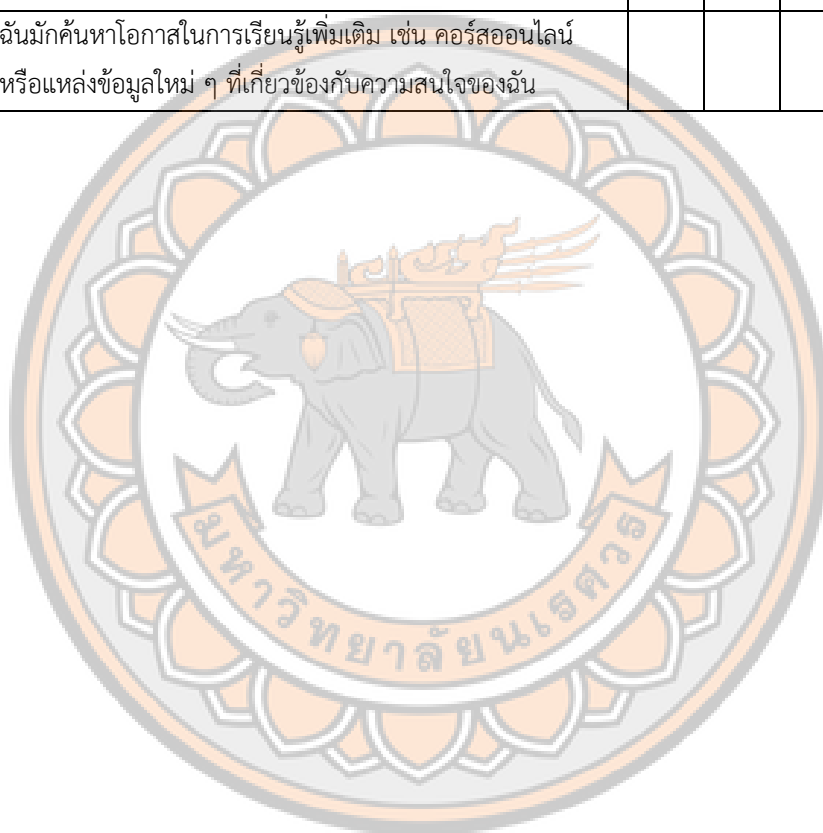 ฉันมักค้นหาโอกาสในการเรียนรู้เพิ่มเติม เช่น คอร์สออนไลน์
หรือแหล่งข้อมูลใหม่ ๆ ที่เกี่ยวข้องกับความสนใจของฉัน
มหาวิทยาลัยนเรศวร